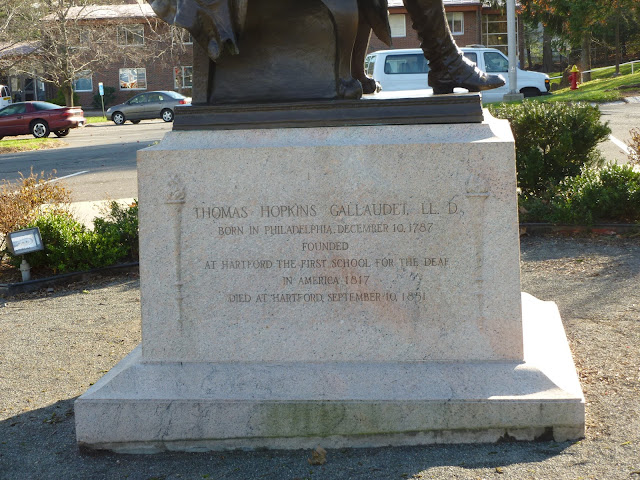 THOMAS HOPKINS GALLAUDET, LL. D.,
BORN IN PHILADELPHIA, DECEMBER 10, 1787
FOUNDED
AT HARTFORD THE FIRST SCHOOL FOR THE DEAF
IN AMERICA 1817
DIED AT HARTFORD, SEPTEMBER 10, 1851